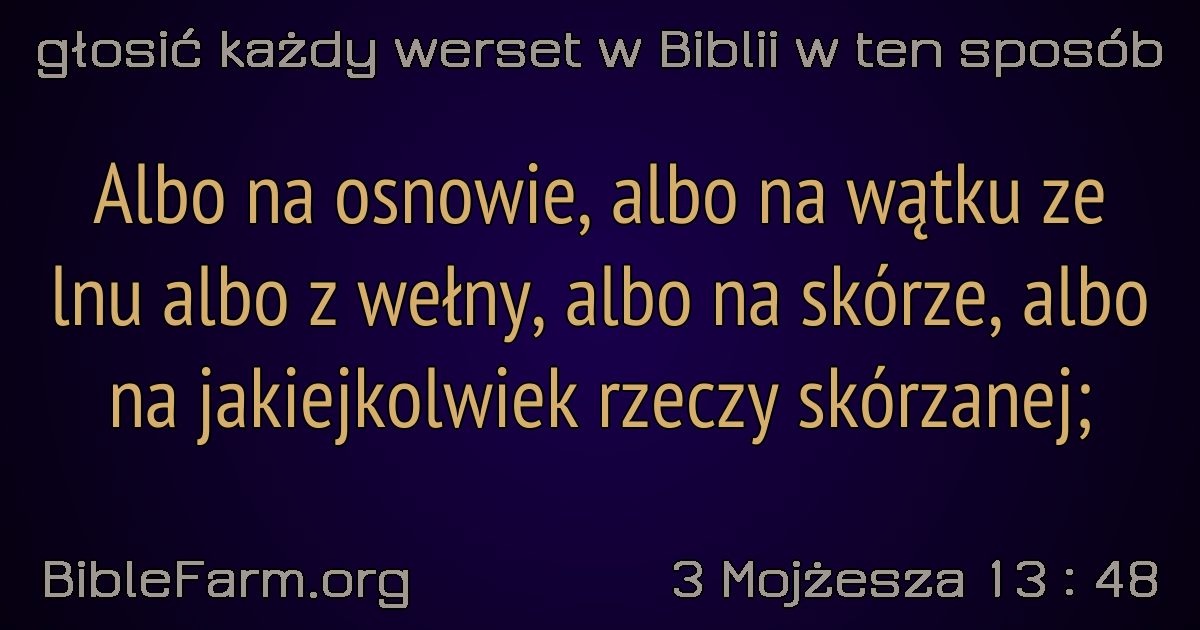 głosić każdy werset w Biblii w ten sposób
Albo na osnowie, albo na wątku ze
lnu albo z wełny, albo na skórze, albo
na jakiejkolwiek rzeczy skórzanej;
BibleFarm.org
3 Mojżesza 13 : 48